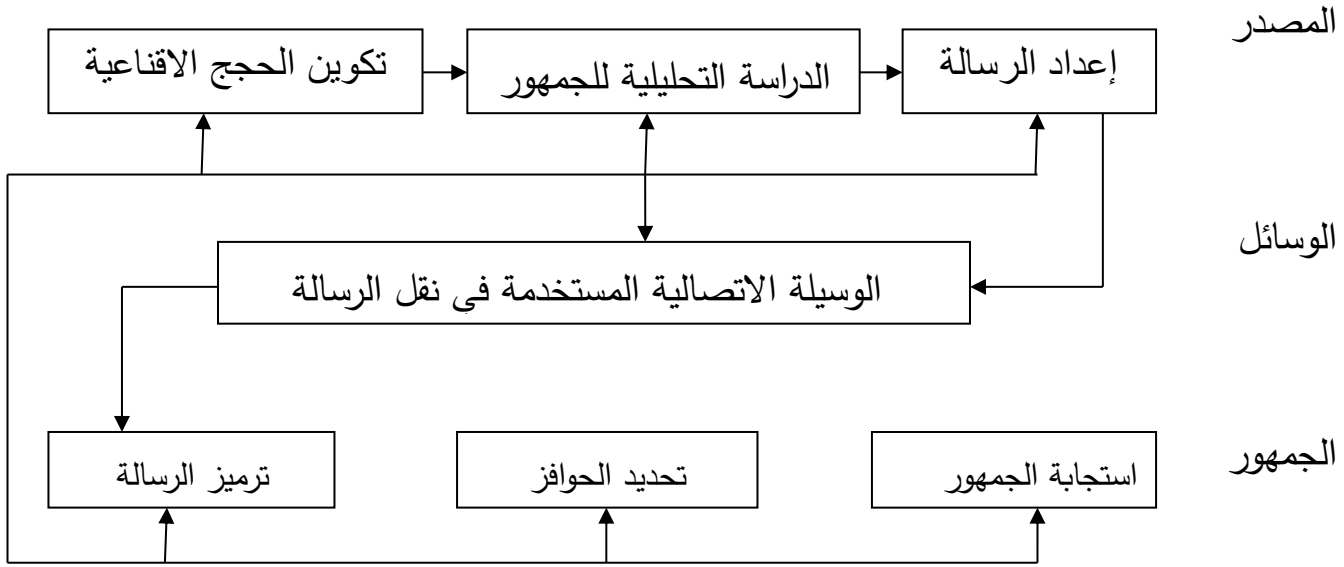 المصدر
إعداد الرسالة
الدراسة التحليلية للجمهور
تكوين الحجج الاقناعية
الوسائل
الوسيلة الاتصالية المستخدمة في نقل الرسالة
الجمهور
استجابة الجمهور
تحديد الحوافز
ترميز الرسالة